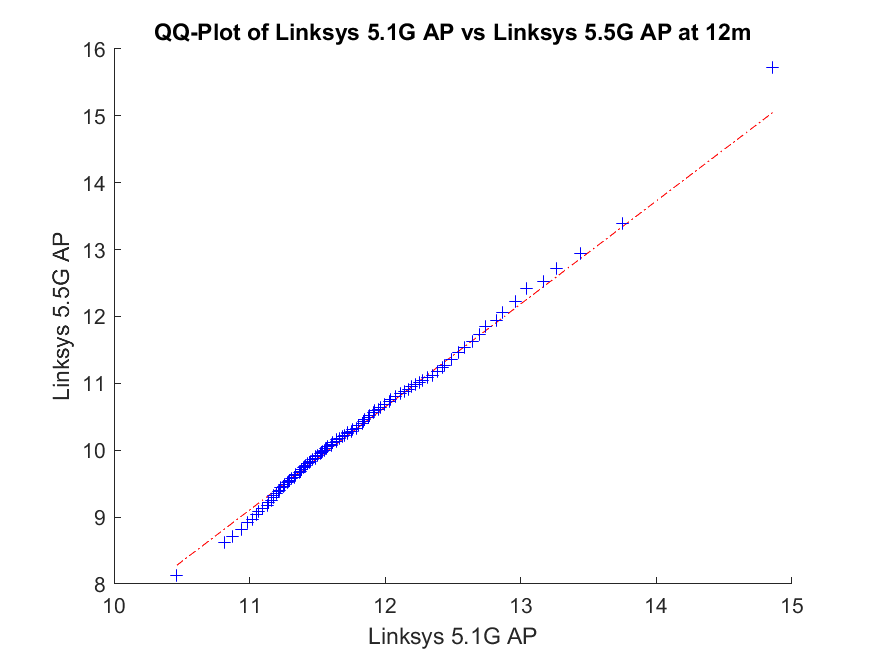 QQ-Plot of Linksys 5.1G AP vs Linksys 5.5G AP at 12m
16
15
14
13
12
11
10
9
8
Linksys 5.5G AP
10 11 12 13 14 15
Linksys 5.1G AP